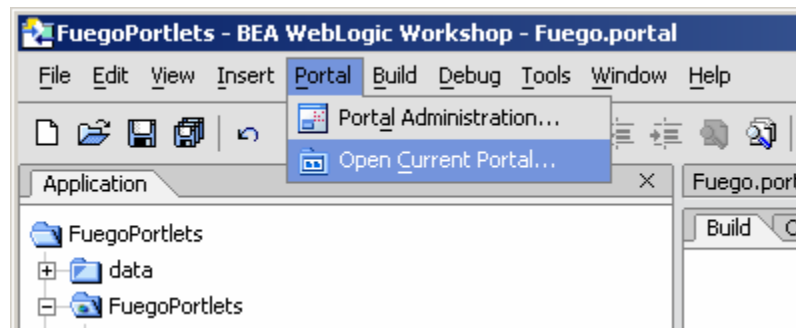 FuegoPortlets - BEA WebLogic Workshop - Fuego.portal
File Edit View Insert Portal Build Debug Tools Window Help
Portal Administration...
Open Current Portal...
Application
Fuego.port
Build
FuegoPortlets
data
FuegoPortlets